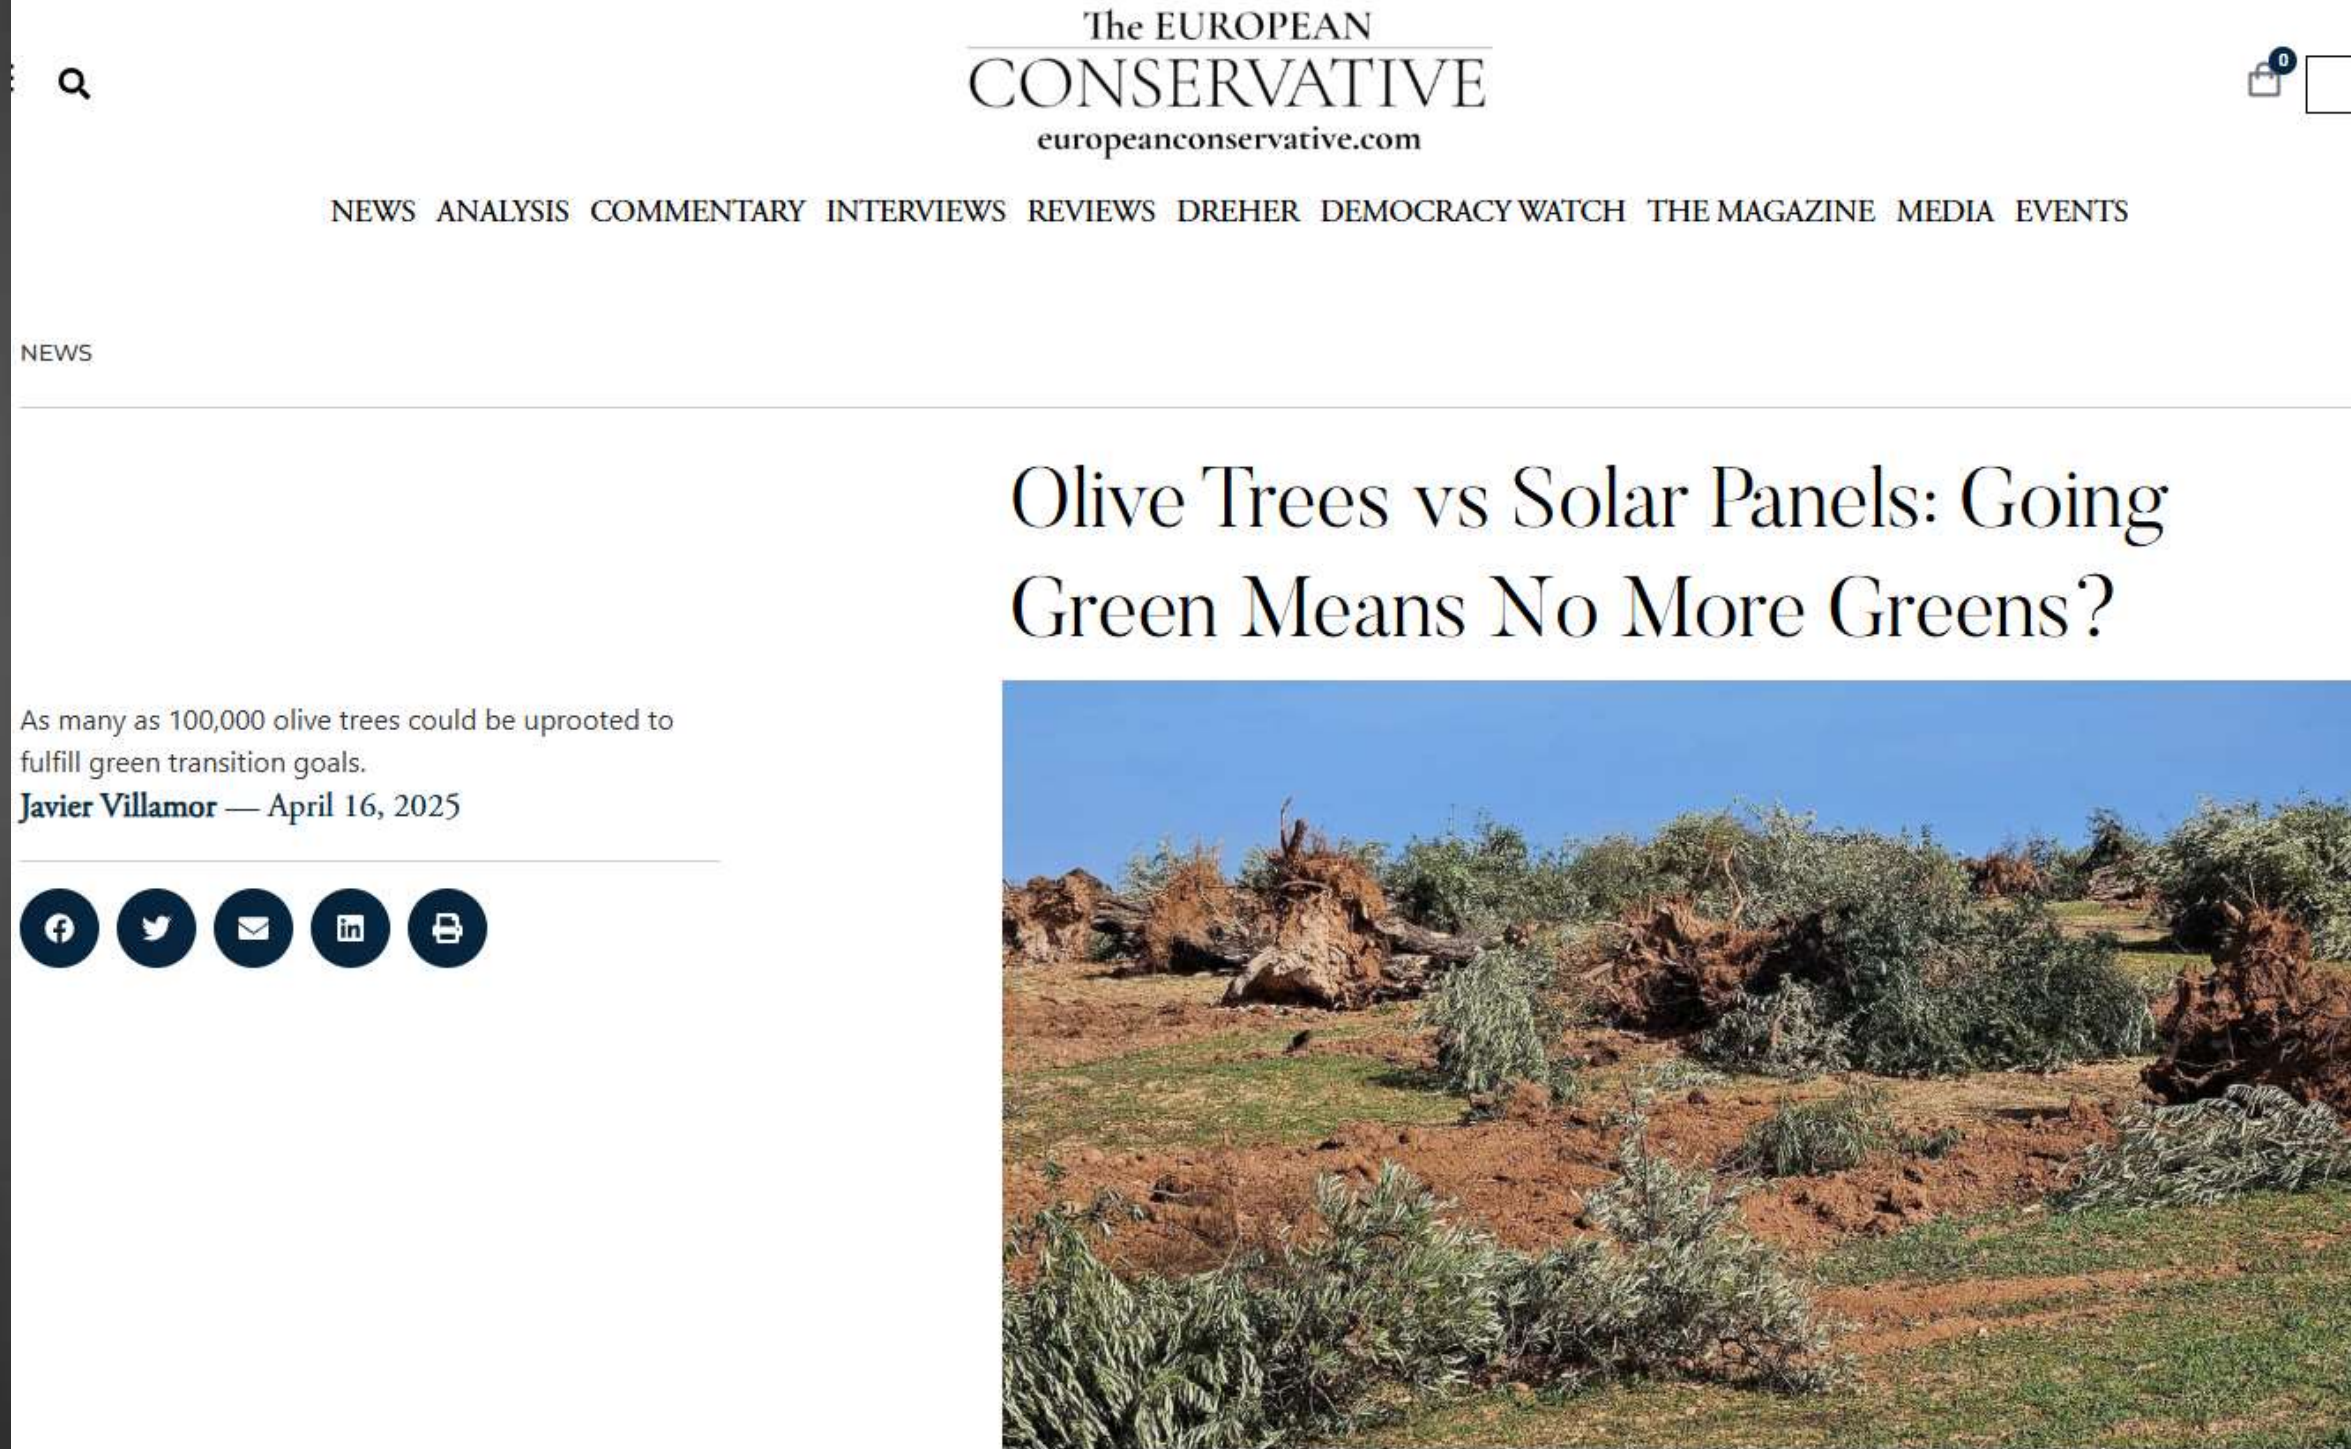 The EUROPEAN
CONSERVATIVE
europeanconservative.com
0
NEWS ANALYSIS COMMENTARY INTERVIEWS REVIEWS DREHER DEMOCRACY WATCH THE MAGAZINE MEDIA EVENTS
NEWS
Olive Trees vs Solar Panels: Going
Green Means No More Greens?
As many as 100,000 olive trees could be uprooted to
fulfill green transition goals.
Javier Villamor — April 16, 2025